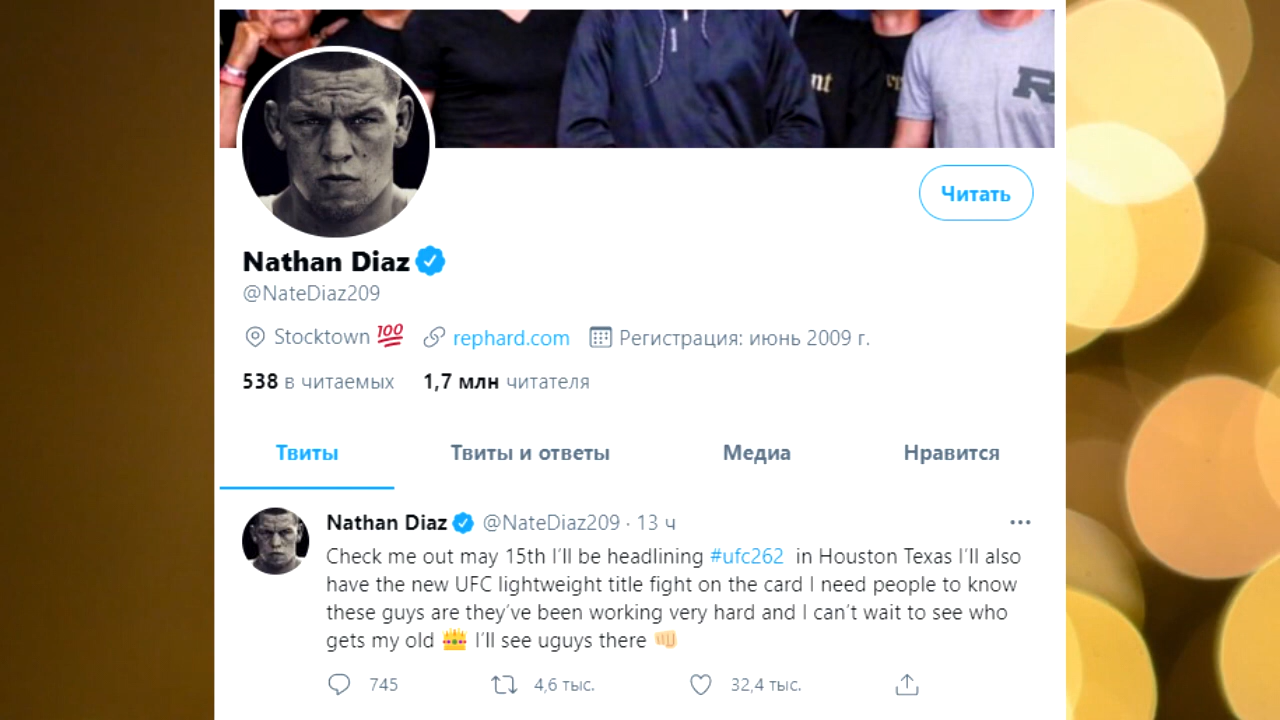 nt
R
Читать
Nathan Diaz
@NateDiaz209
Stocktown 💯 rephard.com Регистрация: июнь 2009 г.
538 в читаемых 1,7 млн читателя
Твиты Твиты и ответы Медиа Нравится
Nathan Diaz @NateDiaz209 · 13 ч
Check me out may 15th I'll be headlining #ufc262 in Houston Texas I'll also
have the new UFC lightweight title fight on the card I need people to know
these guys are they've been working very hard and I can't wait to see who
gets my old 👑 I'll see uguys there 👊🏻
745 4,6 тыс. 32,4 тыс.